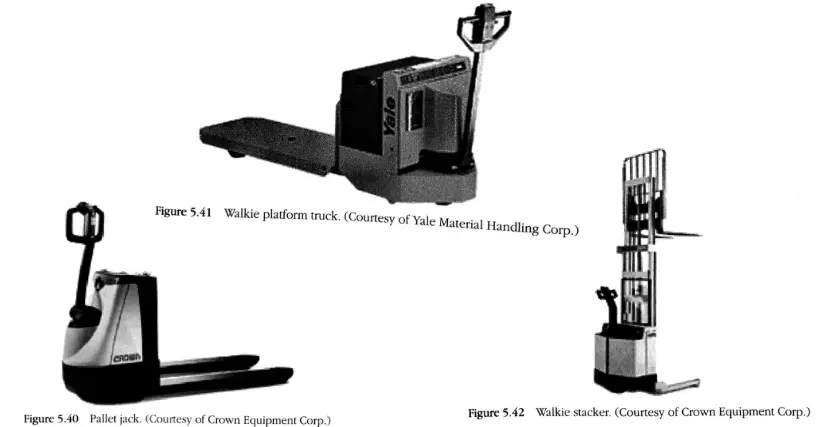 Yale
Figure 5.41 Walkie platform truck. (Courtesy of Yale Material Handling Corp.)
CROWN
Figure 5.40 Pallet jack. (Courtesy of Crown Equipment Corp.)
Figure 5.42 Walkie stacker. (Courtesy of Crown Equipment Corp.)